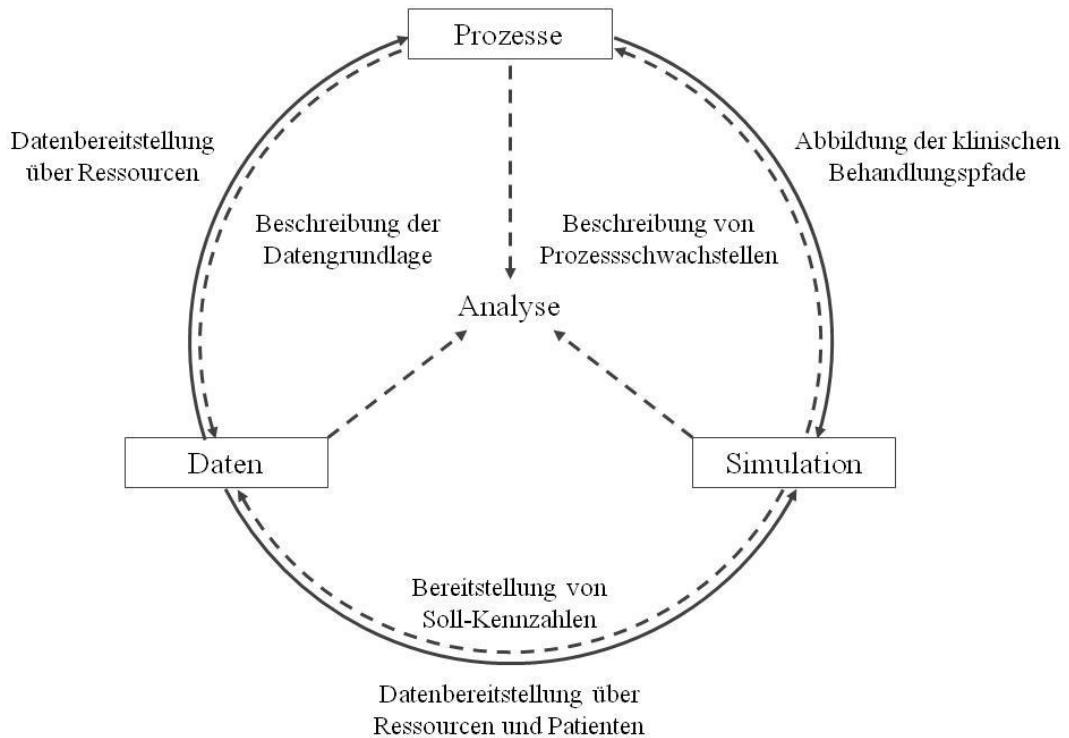 Prozesse
Datenbereitstellung
über Ressourcen
Abbildung der klinischen
Behandlungspfade
Beschreibung der
Datengrundlage
Beschreibung von
Prozessschwachstellen
Analyse
Daten
Simulation
Bereitstellung von
Soll-Kennzahlen
Datenbereitstellung über
Ressourcen und Patienten